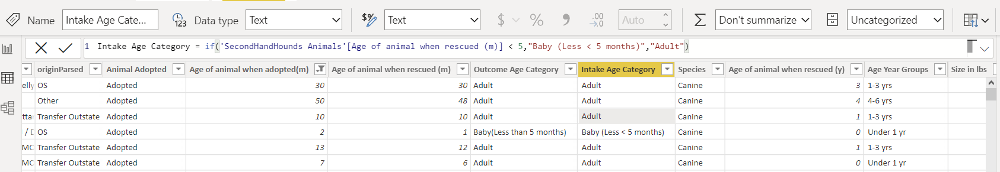 Name Intake Age Cate... 123 Data type Text $% Text $ % 9 .00 →.0 Auto Σ Don't summarize Uncategorized
1 Intake Age Category = if('SecondHandHounds Animals'[Age of animal when rescued (m)] < 5,"Baby (Less < 5 months)","Adult")
originParsed Animal Adopted Age of animal when adopted(m) Age of animal when rescued (m) Outcome Age Category Intake Age Category Species Age of animal when rescued (y) Age Year Groups Size in lbs
elly OS Adopted 30 30 Adult Adult Canine 3 1-3 yrs
Other Adopted 50 48 Adult Adult Canine 4 4-6 yrs
tta Transfer Outstate Adopted 10 10 Adult Adult Canine 1 1-3 yrs
/ D OS Adopted 2 1 Baby(Less than 5 months) Baby (Less < 5 months) Canine 0 Under 1 yr
MC Transfer Outstate Adopted 13 12 Adult Adult Canine 1 1-3 yrs
MC Transfer Outstate Adopted 7 6 Adult Adult Canine 0 Under 1 yr